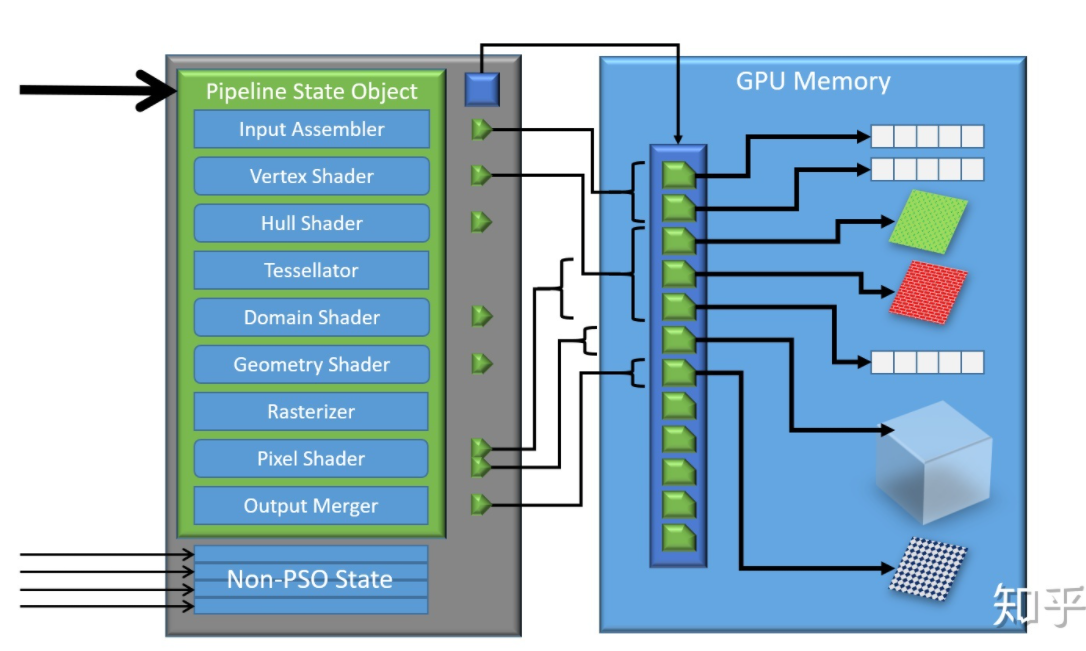 Pipeline State Object
Input Assembler
Vertex Shader
Hull Shader
Tessellator
Domain Shader
Geometry Shader
Rasterizer
Pixel Shader
Output Merger
Non-PSO State
GPU Memory
知乎